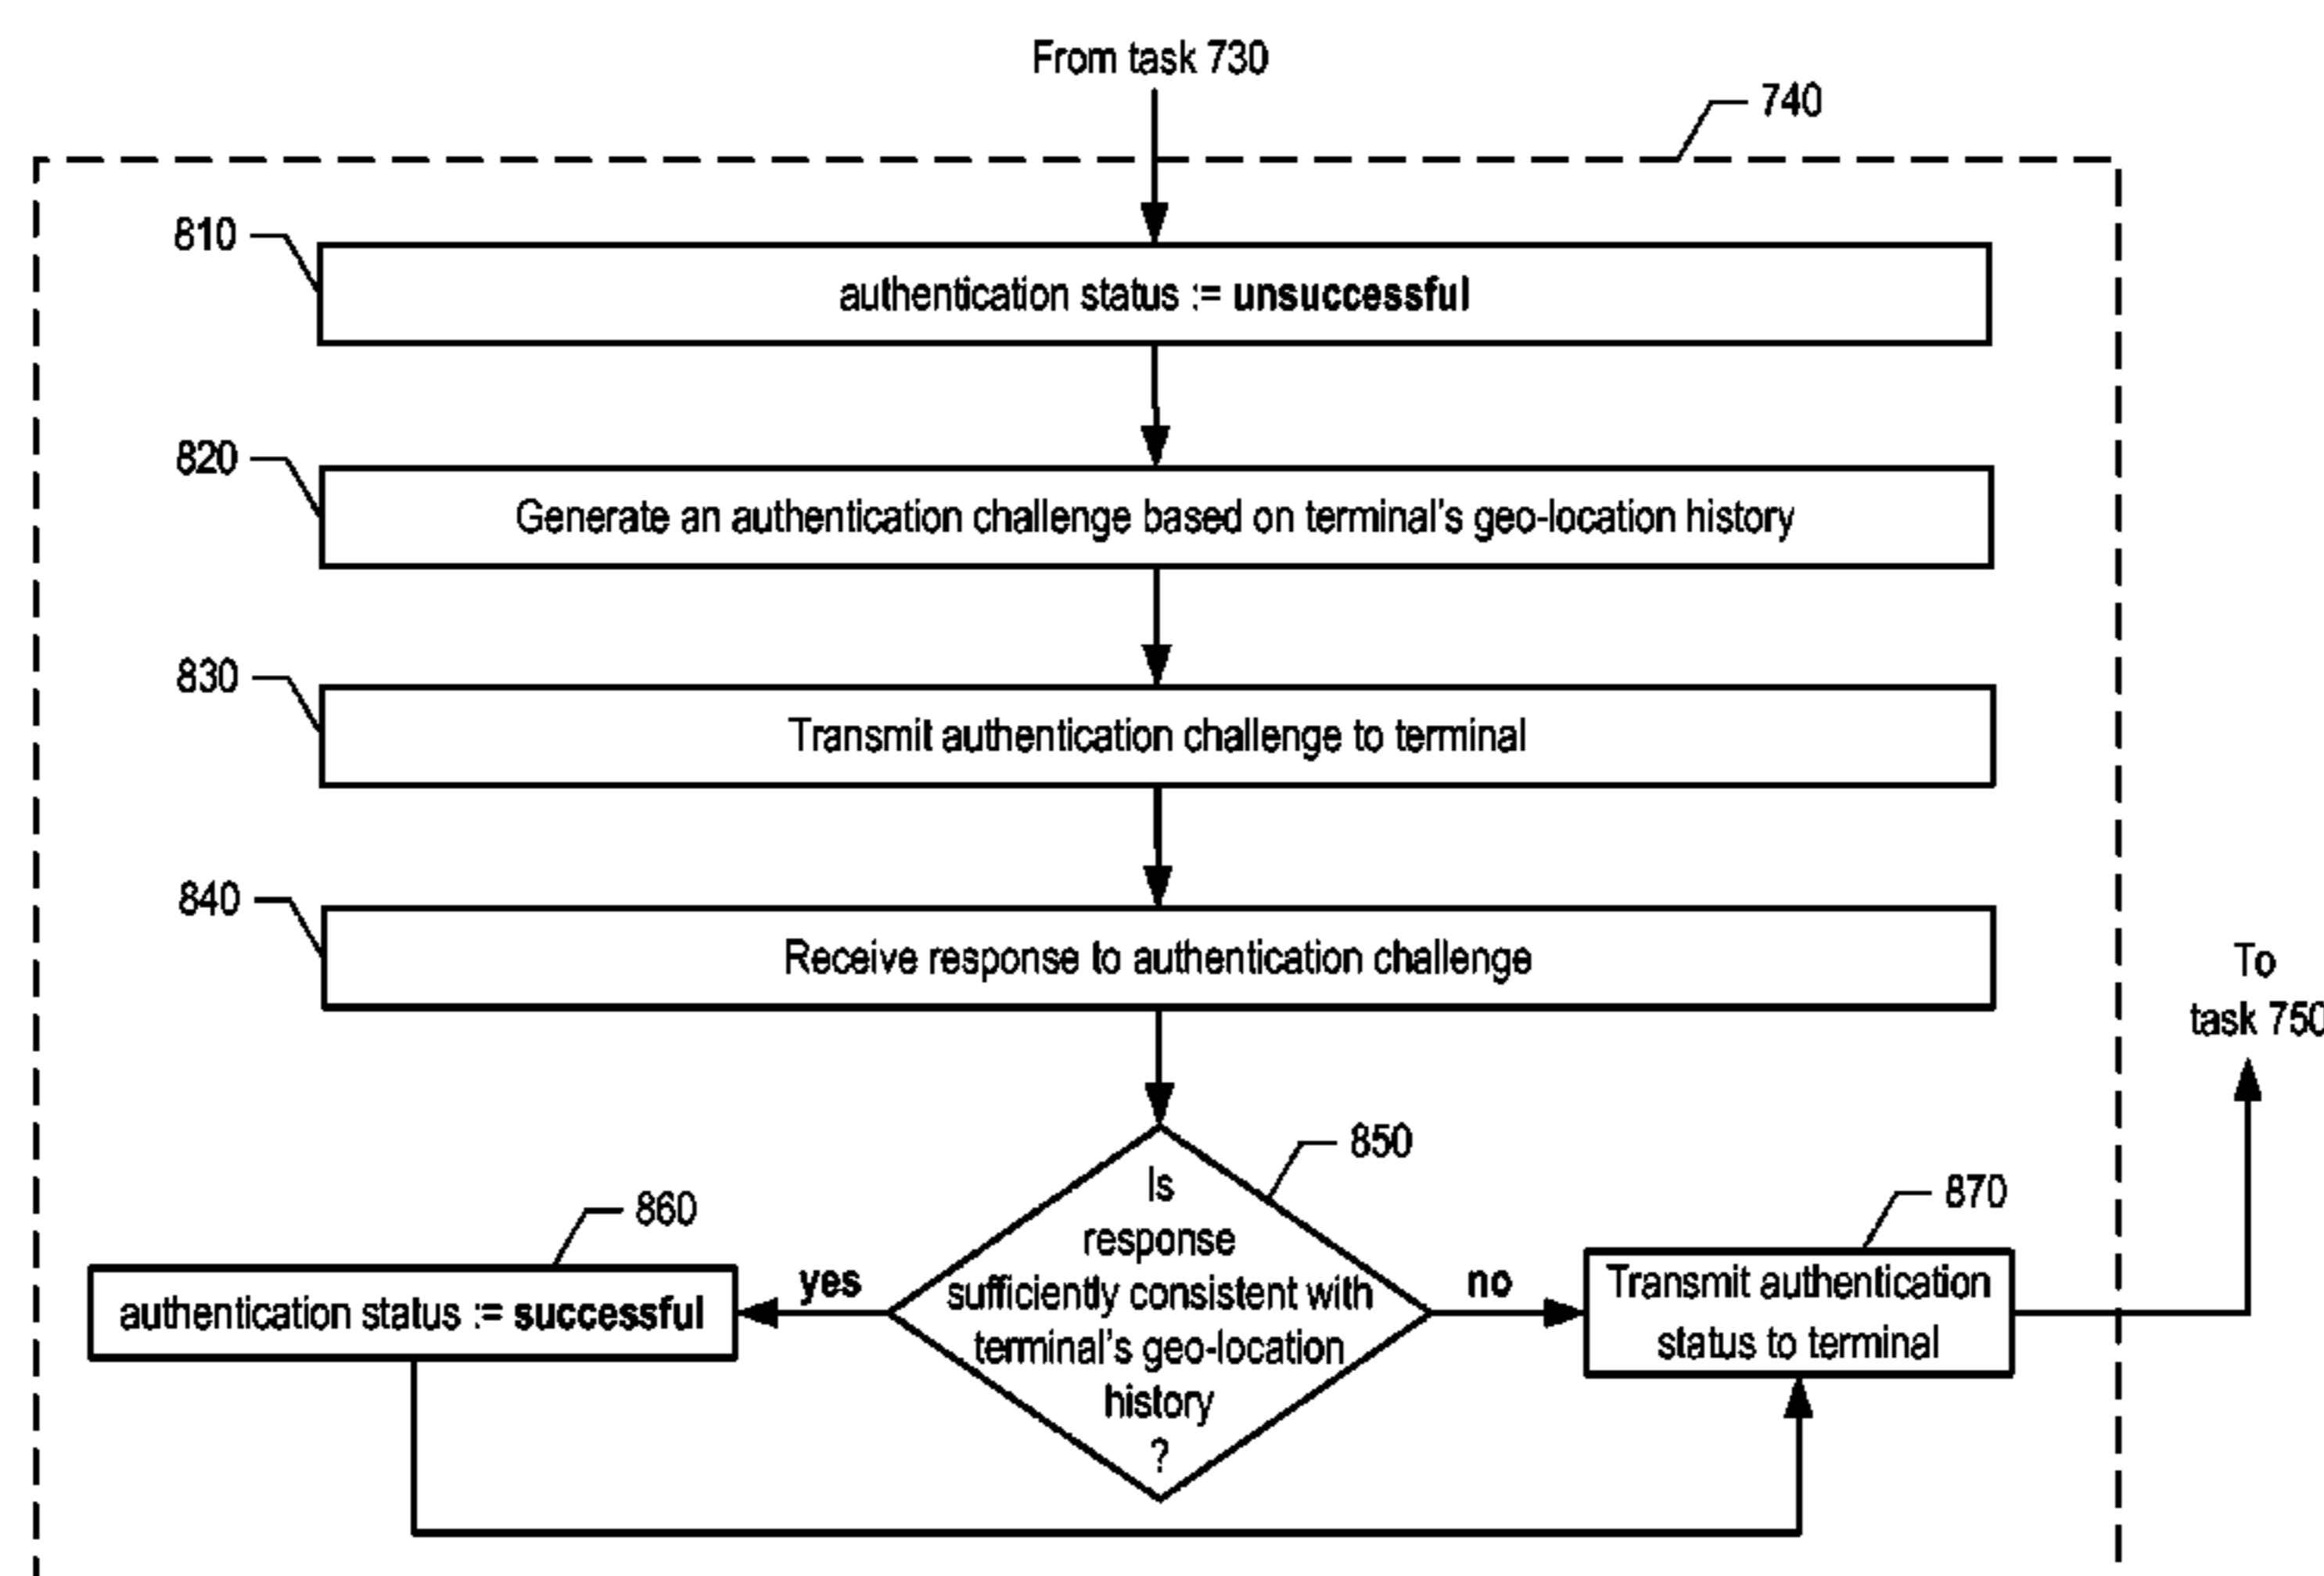 From task 730
740
810
authentication status := unsuccessful
820
Generate an authentication challenge based on terminal's geo-location history
830
Transmit authentication challenge to terminal
840
Receive response to authentication challenge
To
task 750
850
Is
response
sufficiently consistent with
terminal's geo-location
history
?
860
yes
authentication status := successful
no
870
Transmit authentication
status to terminal